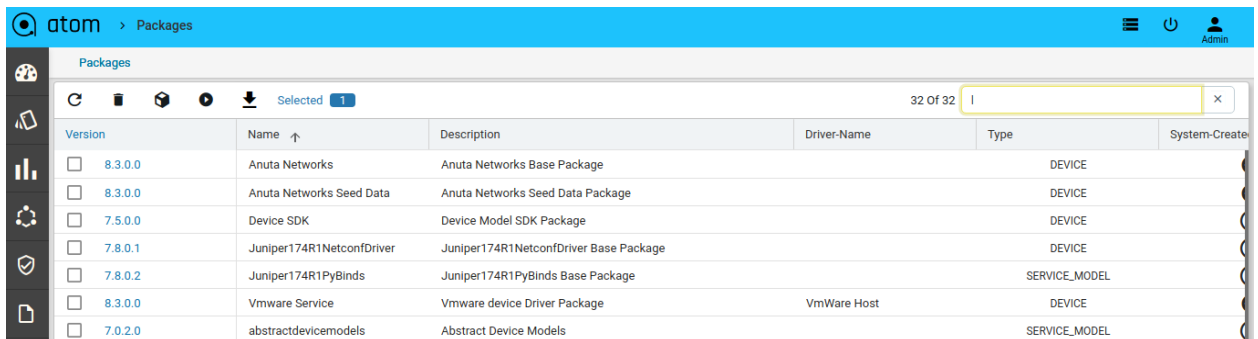 atom > Packages
Admin
Packages
Selected 1 32 Of 32
Version Name Description Driver-Name Type System-Create
8.3.0.0 Anuta Networks Anuta Networks Base Package DEVICE
8.3.0.0 Anuta Networks Seed Data Anuta Networks Seed Data Package DEVICE
7.5.0.0 Device SDK Device Model SDK Package DEVICE
7.8.0.1 Juniper174R1NetconfDriver Juniper174R1NetconfDriver Base Package DEVICE
7.8.0.2 Juniper174R1PyBinds Juniper174R1PyBinds Base Package SERVICE_MODEL
8.3.0.0 Vmware Service Vmware device Driver Package VmWare Host DEVICE
7.0.2.0 abstractdevicemodels Abstract Device Models SERVICE_MODEL